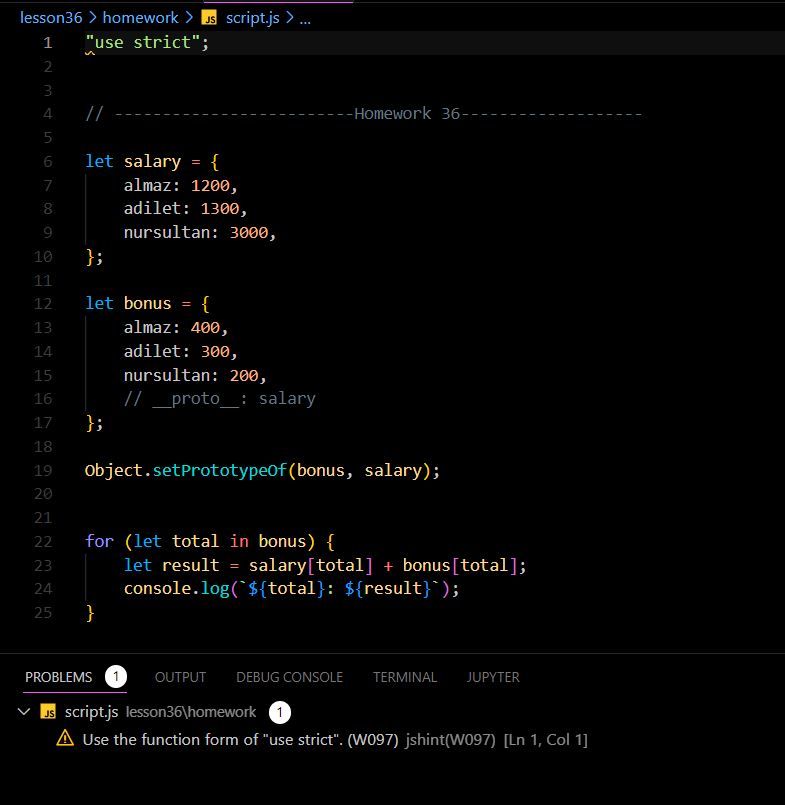 lesson36 > homework > JS script.js > ...
1 "use strict";
2
3
4 // -------------------------Homework 36-------------------
5
6 let salary = {
7     almaz: 1200,
8     adilet: 1300,
9     nursultan: 3000,
10 };
11
12 let bonus = {
13     almaz: 400,
14     adilet: 300,
15     nursultan: 200,
16     // __proto__: salary
17 };
18
19 Object.setPrototypeOf(bonus, salary);
20
21
22 for (let total in bonus) {
23     let result = salary[total] + bonus[total];
24     console.log(`${total}: ${result}`);
25 }
PROBLEMS 1 OUTPUT DEBUG CONSOLE TERMINAL JUPYTER
JS script.js lesson36\homework 1
Use the function form of "use strict". (W097) jshint(W097) [Ln 1, Col 1]